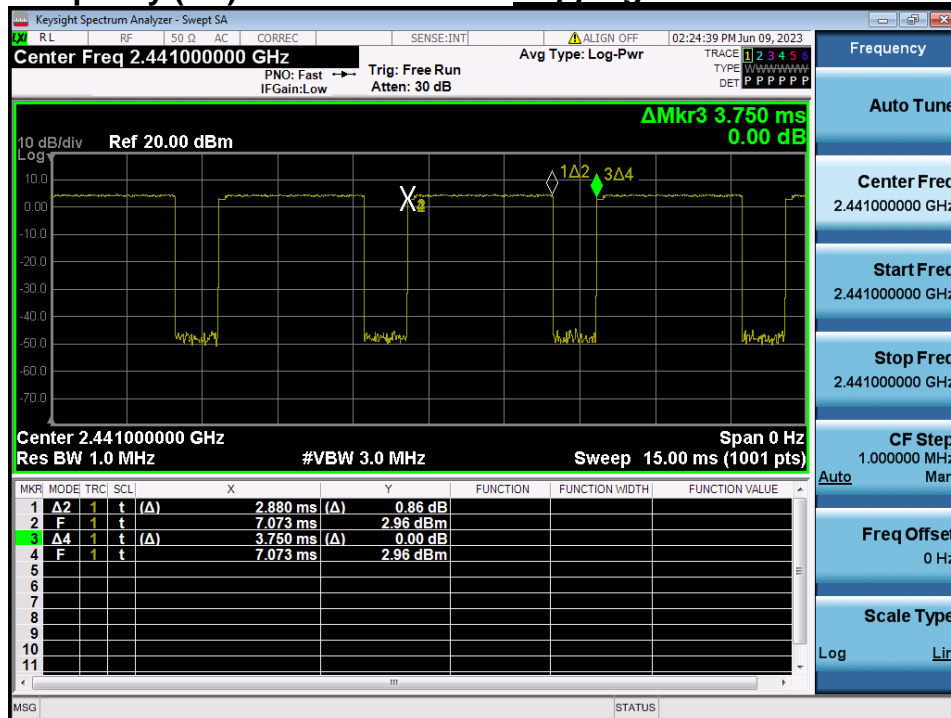 Keysight Spectrum Analyzer - Swept SA
LXI RL RF 50 Ω AC CORREC SENSE:INT ALIGN OFF 02:24:39 PM Jun 09, 2023
Center Freq 2.441000000 GHz
PNO: Fast
IFGain:Low
Trig: Free Run
Atten: 30 dB
Avg Type: Log-Pwr
TRACE 1 2 3 4 5 6
TYPE WWWWWW
DET P P P P P P
ΔMkr3 3.750 ms
0.00 dB
10 dB/div Ref 20.00 dBm
Log
10.0
0.00
-10.0
-20.0
-30.0
-40.0
-50.0
-60.0
-70.0
1Δ2
3Δ4
X
2
Center 2.441000000 GHz Span 0 Hz
Res BW 1.0 MHz #VBW 3.0 MHz Sweep 15.00 ms (1001 pts)
MKR MODE TRC SCL X Y FUNCTION FUNCTION WIDTH FUNCTION VALUE
1 Δ2 1 t (Δ) 2.880 ms (Δ) 0.86 dB
2 F 1 t 7.073 ms 2.96 dBm
3 Δ4 1 t (Δ) 3.750 ms (Δ) 0.00 dB
4 F 1 t 7.073 ms 2.96 dBm
5
6
7
8
9
10
11
MSG STATUS
Frequency
Auto Tune
Center Freq
2.441000000 GHz
Start Freq
2.441000000 GHz
Stop Freq
2.441000000 GHz
CF Step
1.000000 MHz
Auto Man
Freq Offset
0 Hz
Scale Type
Log Lin